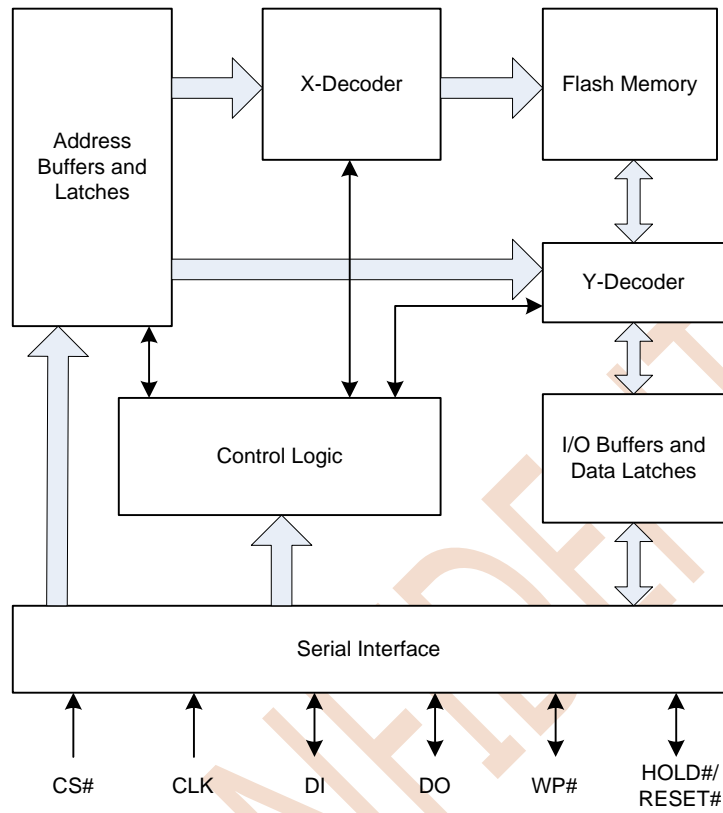 X-Decoder
Flash Memory
Address
Buffers and
Latches
Y-Decoder
Control Logic
I/O Buffers and
Data Latches
Serial Interface
CS#
CLK
DI
DO
WP#
HOLD#/
RESET#